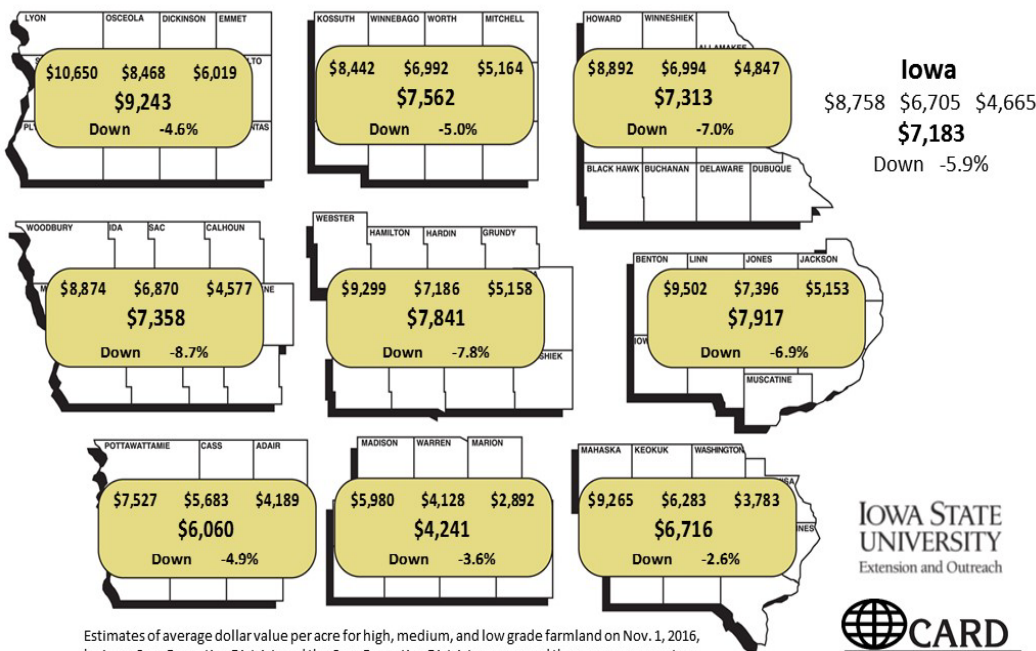 LYON OSCEOLA DICKINSON EMMET
$10,650 $8,468 $6,019
$9,243
Down -4.6%
KOSSUTH WINNEBAGO WORTH MITCHELL
$8,442 $6,992 $5,164
$7,562
Down -5.0%
HOWARD WINNESHIEK
ALLAMAKEE
$8,892 $6,994 $4,847
$7,313
Down -7.0%
BLACK HAWK BUCHANAN DELAWARE DUBUQUE
Iowa
$8,758 $6,705 $4,665
$7,183
Down -5.9%
WOODBURY IDA SAC CALHOUN
$8,874 $6,870 $4,577
$7,358
Down -8.7%
WEBSTER
HAMILTON HARDIN GRUNDY
$9,299 $7,186 $5,158
$7,841
Down -7.8%
BENTON LINN JONES JACKSON
$9,502 $7,396 $5,153
$7,917
Down -6.9%
MUSCATINE
POTTAWATTAMIE CASS ADAIR
$7,527 $5,683 $4,189
$6,060
Down -4.9%
MADISON WARREN MARION
$5,980 $4,128 $2,892
$4,241
Down -3.6%
MAHASKA KEOKUK WASHINGTON
$9,265 $6,283 $3,783
$6,716
Down -2.6%
IOWA STATE
UNIVERSITY
Extension and Outreach
CARD
Estimates of average dollar value per acre for high, medium, and low grade farmland on Nov. 1, 2016,